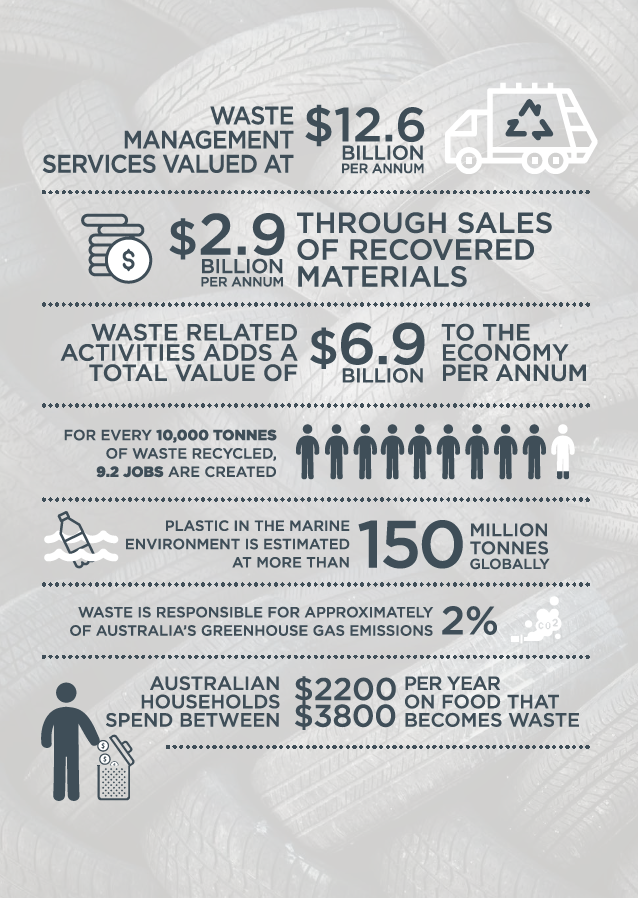 WASTE
MANAGEMENT
SERVICES VALUED AT
$12.6
BILLION
PER ANNUM
$
$2.9
BILLION
PER ANNUM
THROUGH SALES
OF RECOVERED
MATERIALS
WASTE RELATED
ACTIVITIES ADDS A
TOTAL VALUE OF
$6.9
BILLION
TO THE
ECONOMY
PER ANNUM
FOR EVERY 10,000 TONNES
OF WASTE RECYCLED,
9.2 JOBS ARE CREATED
PLASTIC IN THE MARINE
ENVIRONMENT IS ESTIMATED
AT MORE THAN
150
MILLION
TONNES
GLOBALLY
WASTE IS RESPONSIBLE FOR APPROXIMATELY
OF AUSTRALIA'S GREENHOUSE GAS EMISSIONS
2%
CO2
AUSTRALIAN
HOUSEHOLDS
SPEND BETWEEN
$2200
$3800
PER YEAR
ON FOOD THAT
BECOMES WASTE
$
$
$